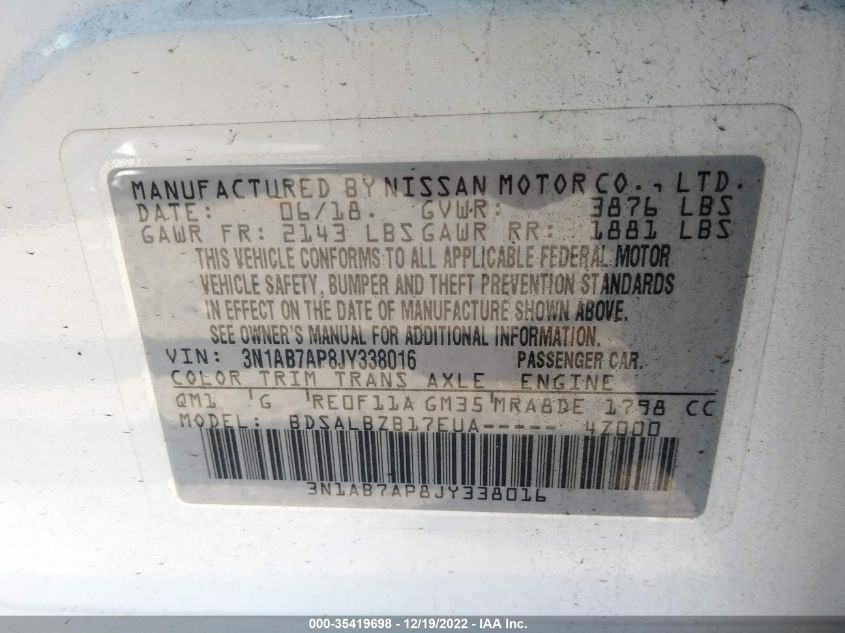 MANUFACTURED BY NISSAN MOTOR CO., LTD.
DATE: 06/18. GVWR: 3876 LBS
GAWR FR: 2143 LBS GAWR RR: 1881 LBS
THIS VEHICLE CONFORMS TO ALL APPLICABLE FEDERAL MOTOR
VEHICLE SAFETY, BUMPER AND THEFT PREVENTION STANDARDS
IN EFFECT ON THE DATE OF MANUFACTURE SHOWN ABOVE.
SEE OWNER'S MANUAL FOR ADDITIONAL INFORMATION.
VIN: 3N1AB7AP8JY338016 PASSENGER CAR.
COLOR TRIM TRANS AXLE ENGINE
QM1 ' G ' RE0F11A GM35 ' MRA8DE 1798 CC
MODEL: BDSALBZB17EUA----- 4Z000
3N1AB7AP8JY338016
000-35419698 - 12/19/2022 - IAA Inc.